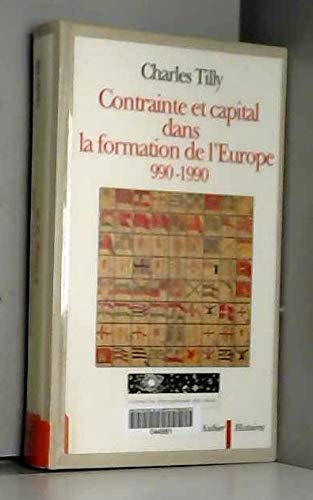 Charles Tilly
Contrainte et capital
dans
la formation de l'Europe
990-1990
Aubier Histoires